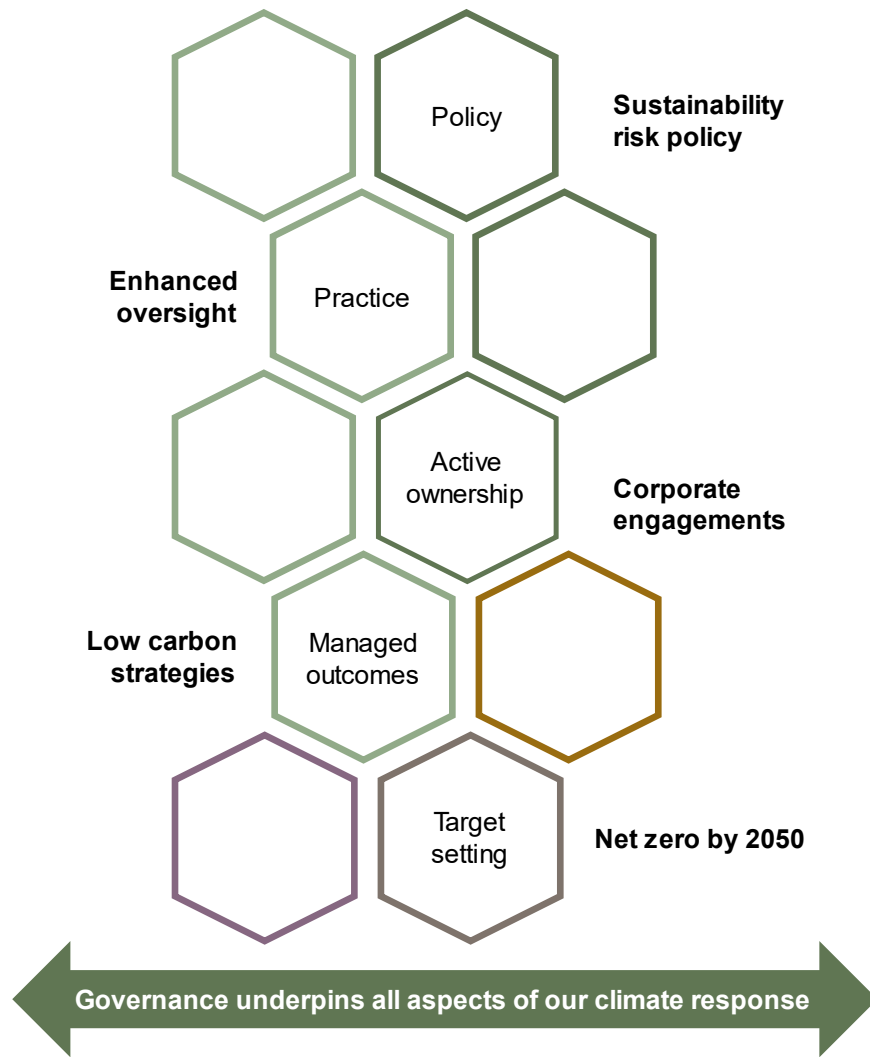 Policy
Sustainability
risk policy
Enhanced
oversight
Practice
Active
ownership
Corporate
engagements
Low carbon
strategies
Managed
outcomes
Target
setting
Net zero by 2050
Governance underpins all aspects of our climate response